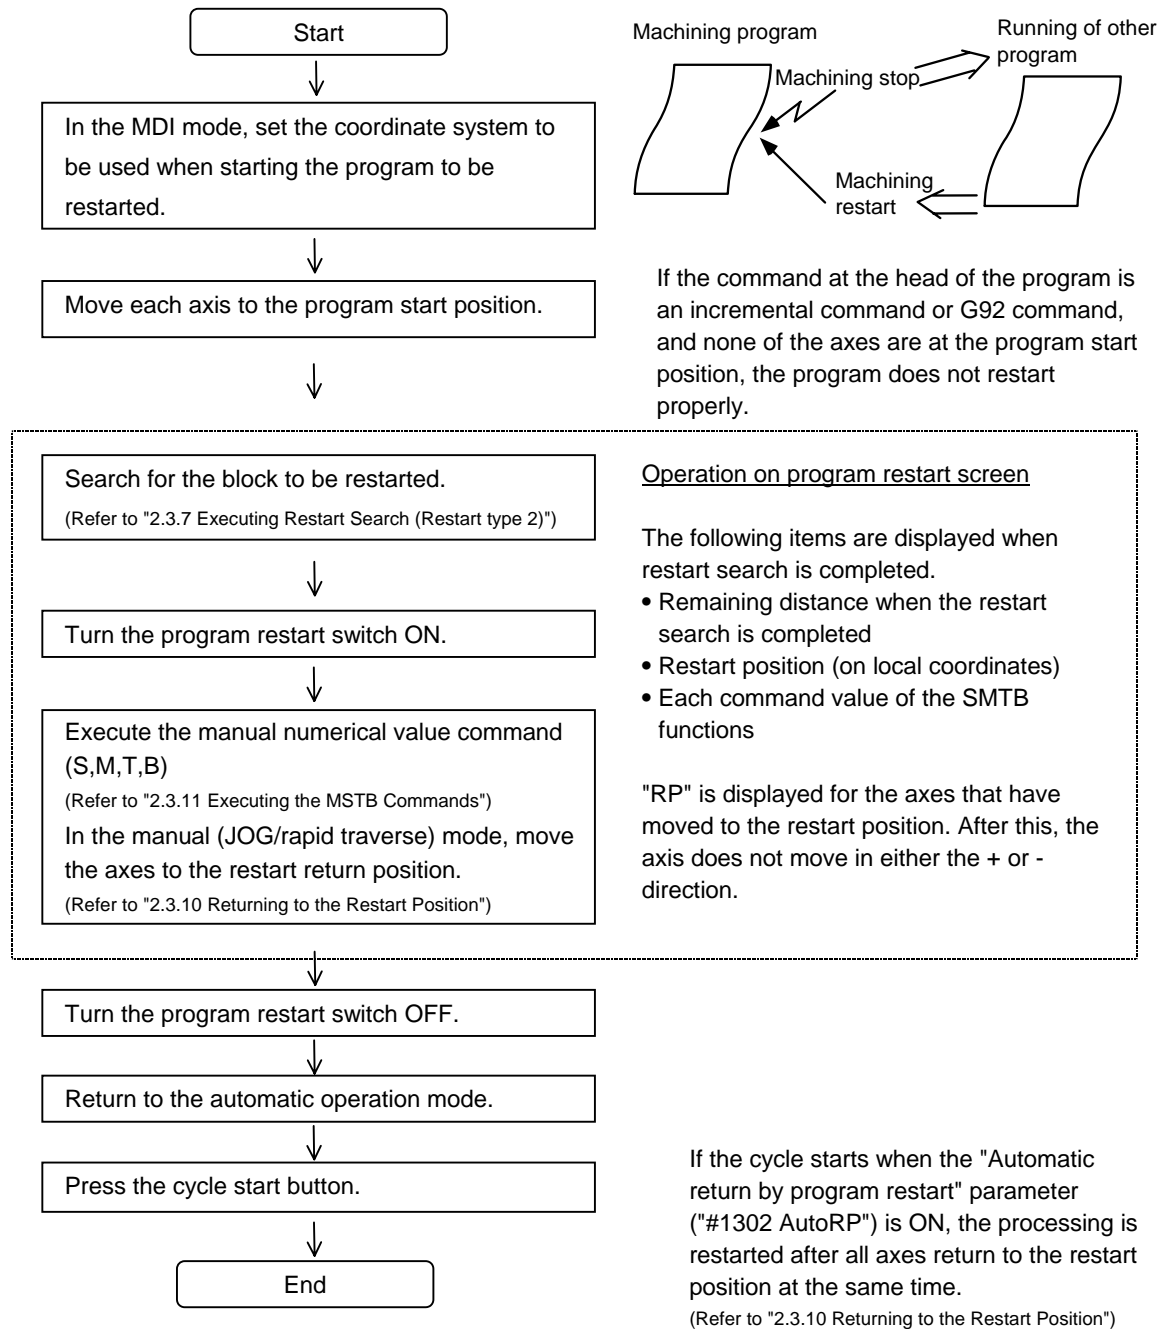 Start
Machining program
Running of other
program
Machining stop
Machining
restart
In the MDI mode, set the coordinate system to
be used when starting the program to be
restarted.
Move each axis to the program start position.
If the command at the head of the program is
an incremental command or G92 command,
and none of the axes are at the program start
position, the program does not restart
properly.
Search for the block to be restarted.
(Refer to "2.3.7 Executing Restart Search (Restart type 2)")
Turn the program restart switch ON.
Execute the manual numerical value command
(S,M,T,B)
(Refer to "2.3.11 Executing the MSTB Commands")
In the manual (JOG/rapid traverse) mode, move
the axes to the restart return position.
(Refer to "2.3.10 Returning to the Restart Position")
Operation on program restart screen
The following items are displayed when
restart search is completed.
• Remaining distance when the restart
search is completed
• Restart position (on local coordinates)
• Each command value of the SMTB
functions
"RP" is displayed for the axes that have
moved to the restart position. After this, the
axis does not move in either the + or -
direction.
Turn the program restart switch OFF.
Return to the automatic operation mode.
Press the cycle start button.
End
If the cycle starts when the "Automatic
return by program restart" parameter
("#1302 AutoRP") is ON, the processing is
restarted after all axes return to the restart
position at the same time.
(Refer to "2.3.10 Returning to the Restart Position")